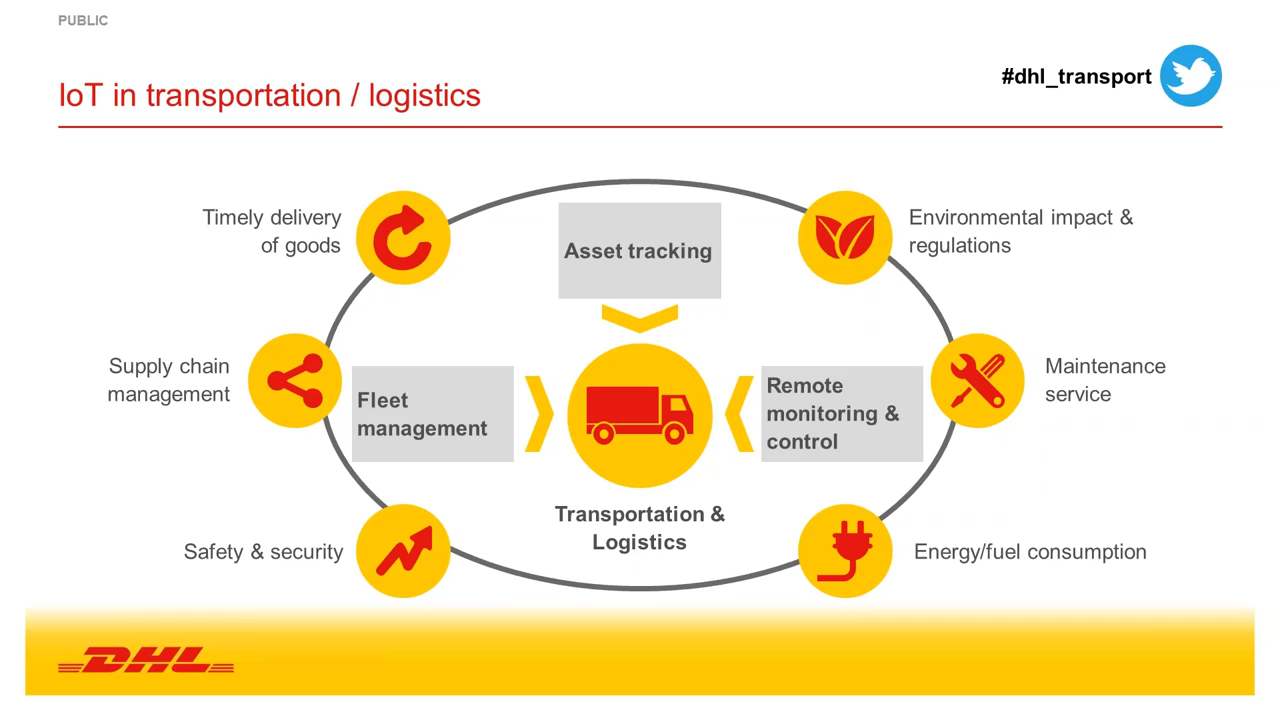 PUBLIC
#dhl_transport
IoT in transportation / logistics
Timely delivery
of goods
Asset tracking
Environmental impact &
regulations
Supply chain
management
Fleet
management
Remote
monitoring &
control
Maintenance
service
Transportation &
Logistics
Safety & security
Energy/fuel consumption
DHL